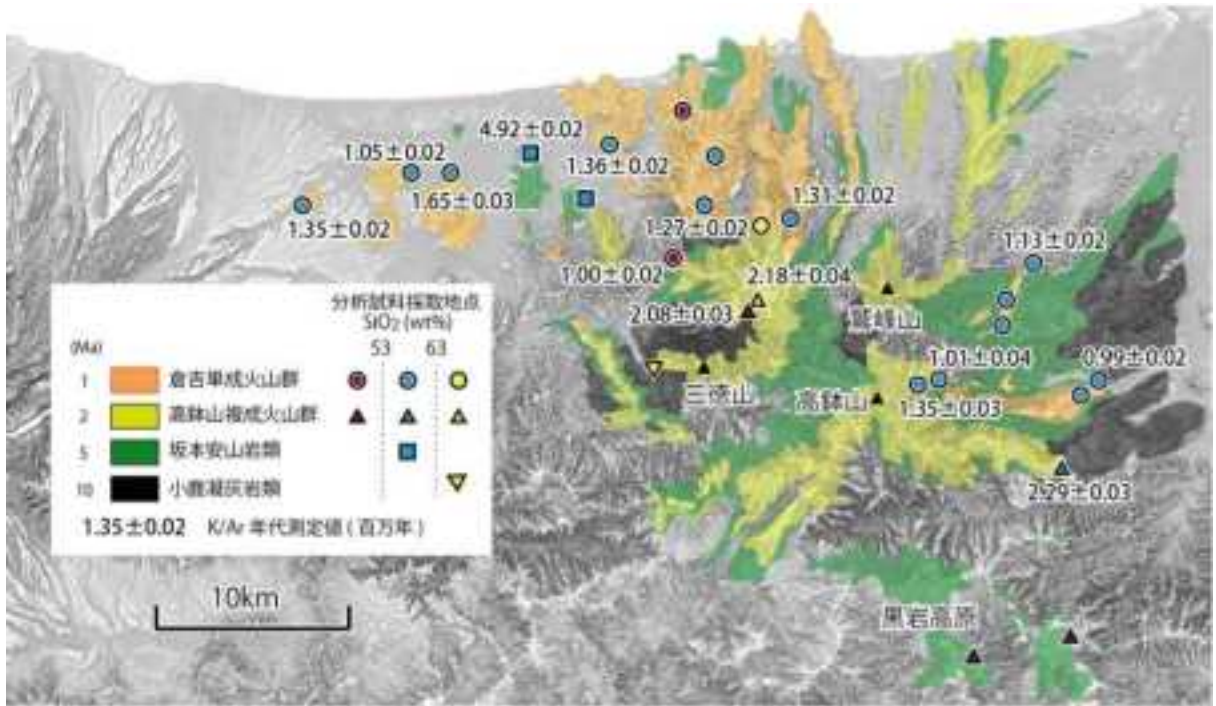 4.92±0.02
1.05±0.02
1.36±0.02
1.65±0.03
1.31±0.02
1.35±0.02
1.27±0.02
1.13±0.02
1.00±0.02
2.18±0.04
2.08±0.03
鷲峰山
1.01±0.04
0.99±0.02
三徳山
高鉢山
1.35±0.03
2.29±0.03
黒岩高原
分析試料採取地点
SiO₂ (wt%)
(Ma) 53 63
1 倉吉単成火山群
2 高鉢山複成火山群
5 坂本安山岩類
10 小鹿凝灰岩類
1.35±0.02 K/Ar 年代測定値 ( 百万年 )
10km